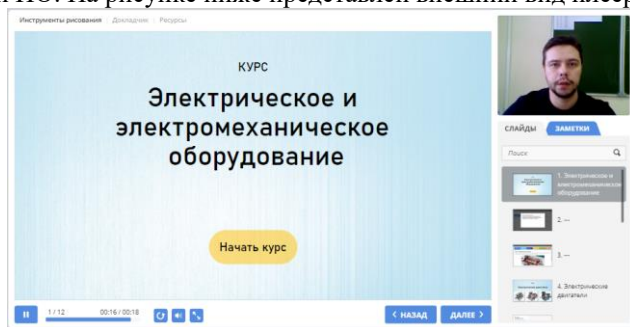 Инструменты рисования Докладчик Ресурсы
КУРС
Электрическое и
электромеханическое
оборудование
Начать курс
1 / 12 00:16 / 00:18
НАЗАД ДАЛЕЕ
СЛАЙДЫ ЗАМЕТКИ
Поиск
1. Электрическое и
электромеханическое
оборудование
2. ---
3. ---
4. Электрические
двигатели